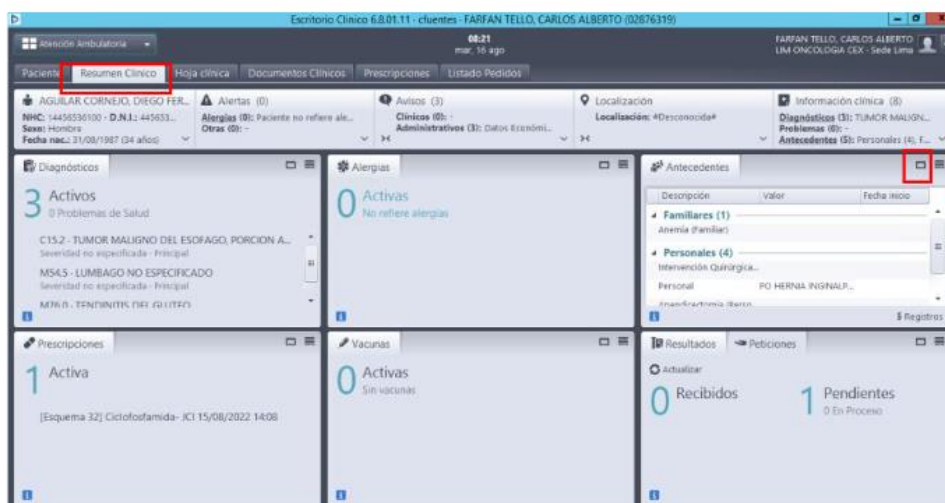 Escritorio Clínico 6.8.01.11 - cfuentes - FARFAN TELLO, CARLOS ALBERTO (02876319)
Atención Ambulatoria
08:21
mar, 16 ago
FARFAN TELLO, CARLOS ALBERTO
LIM ONCOLOGIA CEX - Sede Lima
Paciente
Resumen Clínico
Hoja clínica
Documentos Clínicos
Prescripciones
Listado Pedidos
AGUILAR CORNEJO, DIEGO FER...
NHC: 14456536100 - D.N.I.: 445653...
Sexo: Hombre
Fecha nac.: 31/08/1987 (34 años)
Alertas (0)
Alergias (0): Paciente no refiere ale...
Otras (0): -
Avisos (3)
Clínicos (0): -
Administrativos (3): Datos Económi...
Localización
Localización: #Desconocida#
Información clínica (8)
Diagnósticos (3): TUMOR MALIGN...
Problemas (0): -
Antecedentes (5): Personales (4), F...
Diagnósticos
3 Activos
0 Problemas de Salud
C15.2 - TUMOR MALIGNO DEL ESOFAGO, PORCION A...
Severidad no especificada - Principal
M54.5 - LUMBAGO NO ESPECIFICADO
Severidad no especificada - Principal
M76.0 - TENDINITIS DEL GLUTEO
Alergias
0 Activas
No refiere alergias
Antecedentes
Descripción Valor Fecha inicio
Familiares (1)
Anemia (Familiar)
Personales (4)
Intervención Quirúrgica...
Personal PO HERNIA INGINALP...
5 Registros
Prescripciones
1 Activa
[Esquema 32] Ciclofosfamida- JCI 15/08/2022 14:08
Vacunas
0 Activas
Sin vacunas
Resultados
Peticiones
Actualizar
0 Recibidos
1 Pendientes
0 En Proceso